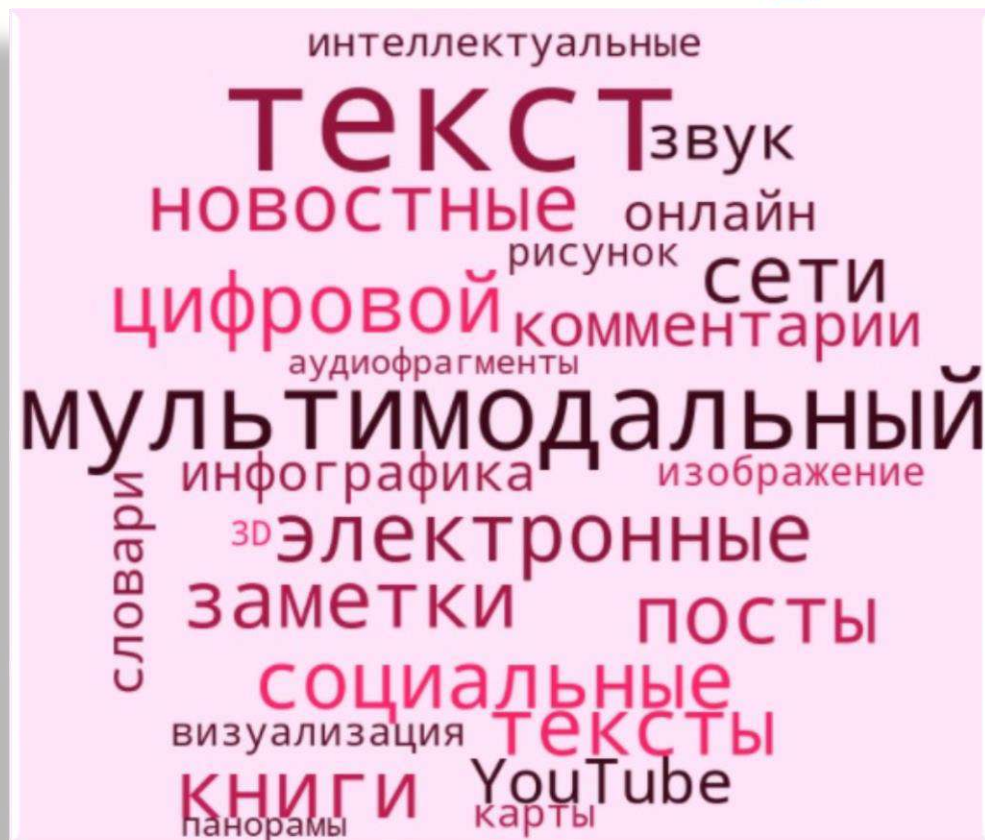 интеллектуальные
текст
звук
новостные
онлайн
рисунок
сети
цифровой
комментарии
аудиофрагменты
мультимодальный
инфографика
изображение
словари
3D
электронные
заметки
посты
социальные
тексты
визуализация
книги
YouTube
карты
панорамы